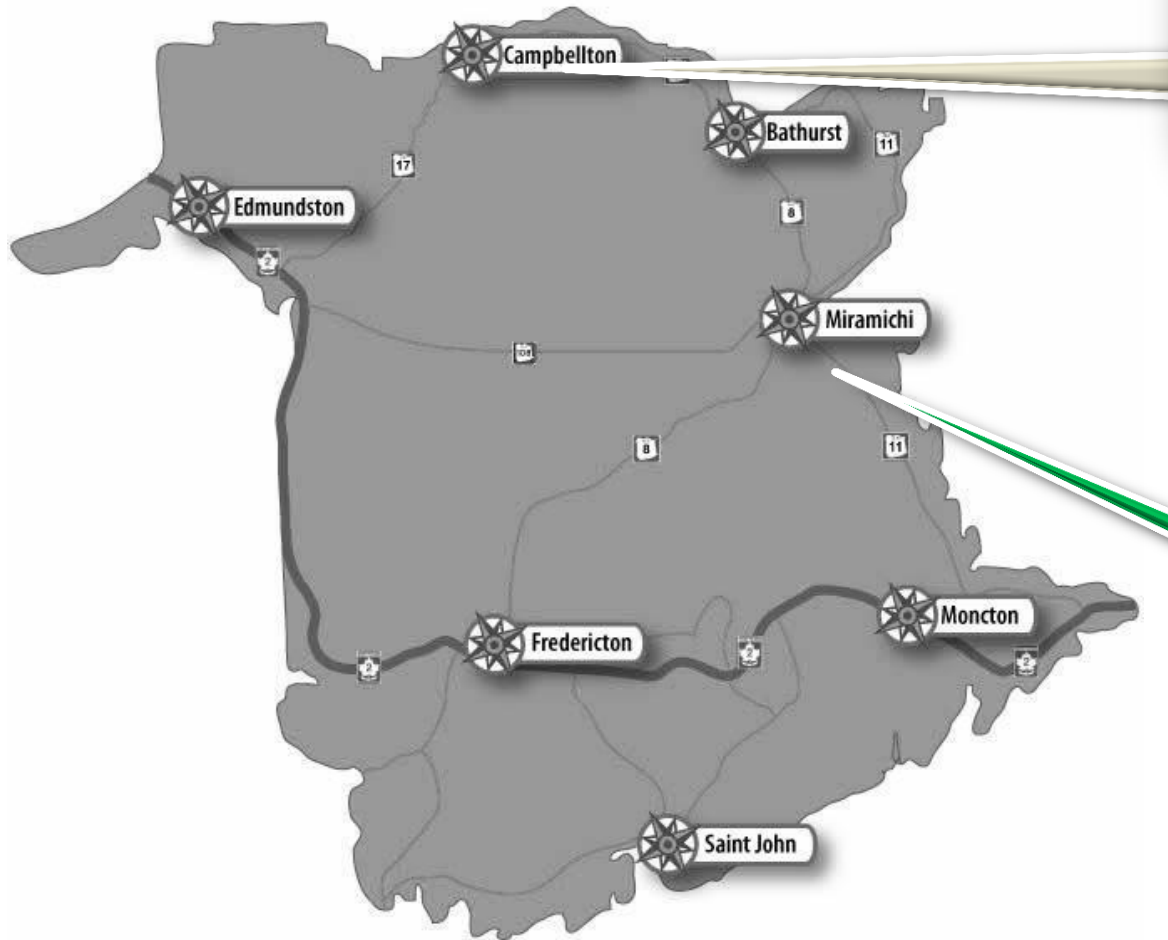 Campbellton
Bathurst
11
17
8
Edmundston
2
Miramichi
108
8
11
Moncton
Fredericton
2
2
2
Saint John